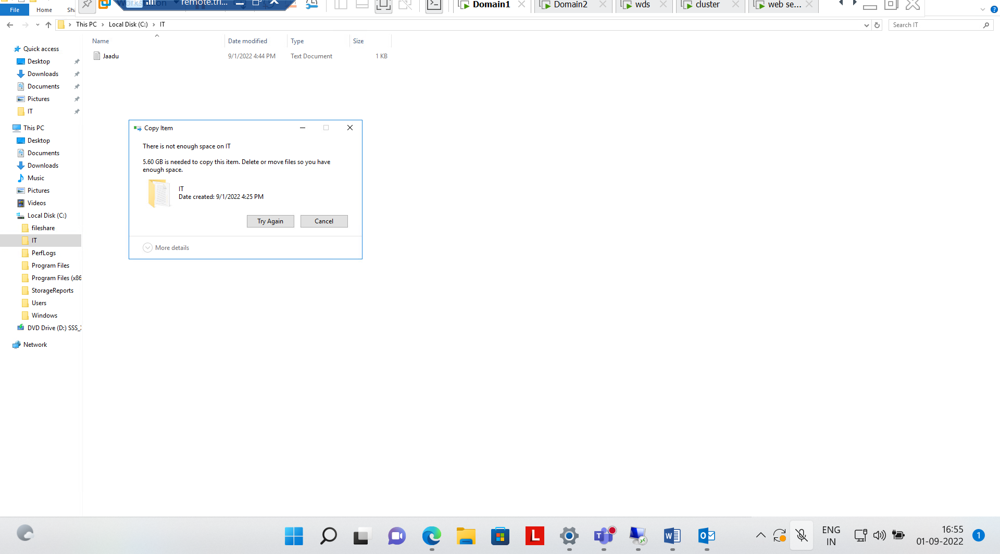 Workstation
remote.tri...
Domain1
Domain2
wds
cluster
web se...
File
Home
This PC
Local Disk (C:)
IT
Search IT
Name
Date modified
Type
Size
Jaadu
9/1/2022 4:44 PM
Text Document
1 KB
Quick access
Desktop
Downloads
Documents
Pictures
IT
This PC
Desktop
Documents
Downloads
Music
Pictures
Videos
Local Disk (C:)
fileshare
IT
PerfLogs
Program Files
Program Files (x86
StorageReports
Users
Windows
DVD Drive (D:) SSS_
Network
Copy Item
There is not enough space on IT
5.60 GB is needed to copy this item. Delete or move files so you have
enough space.
IT
Date created: 9/1/2022 4:25 PM
Try Again
Cancel
More details
ENG
IN
16:55
01-09-2022
1